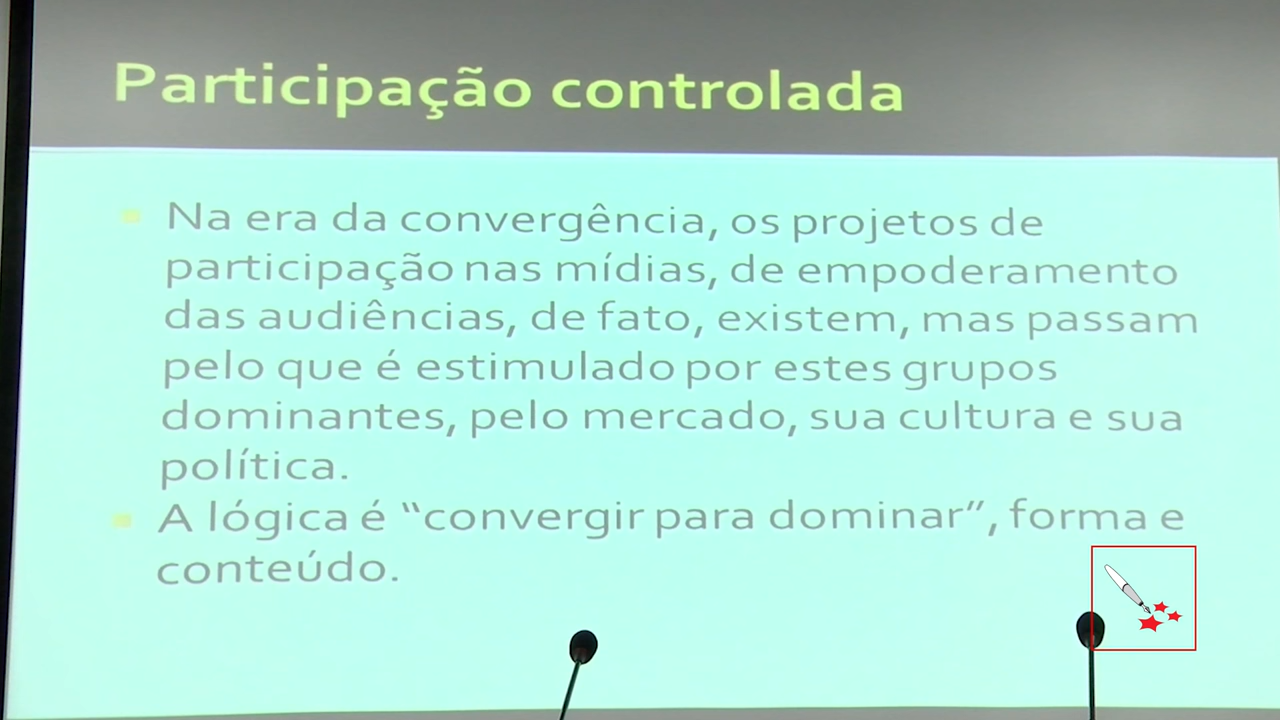 Participação controlada
Na era da convergência, os projetos de
participação nas mídias, de empoderamento
das audiências, de fato, existem, mas passam
pelo que é estimulado por estes grupos
dominantes, pelo mercado, sua cultura e sua
política.
A lógica é “convergir para dominar”, forma e
conteúdo.